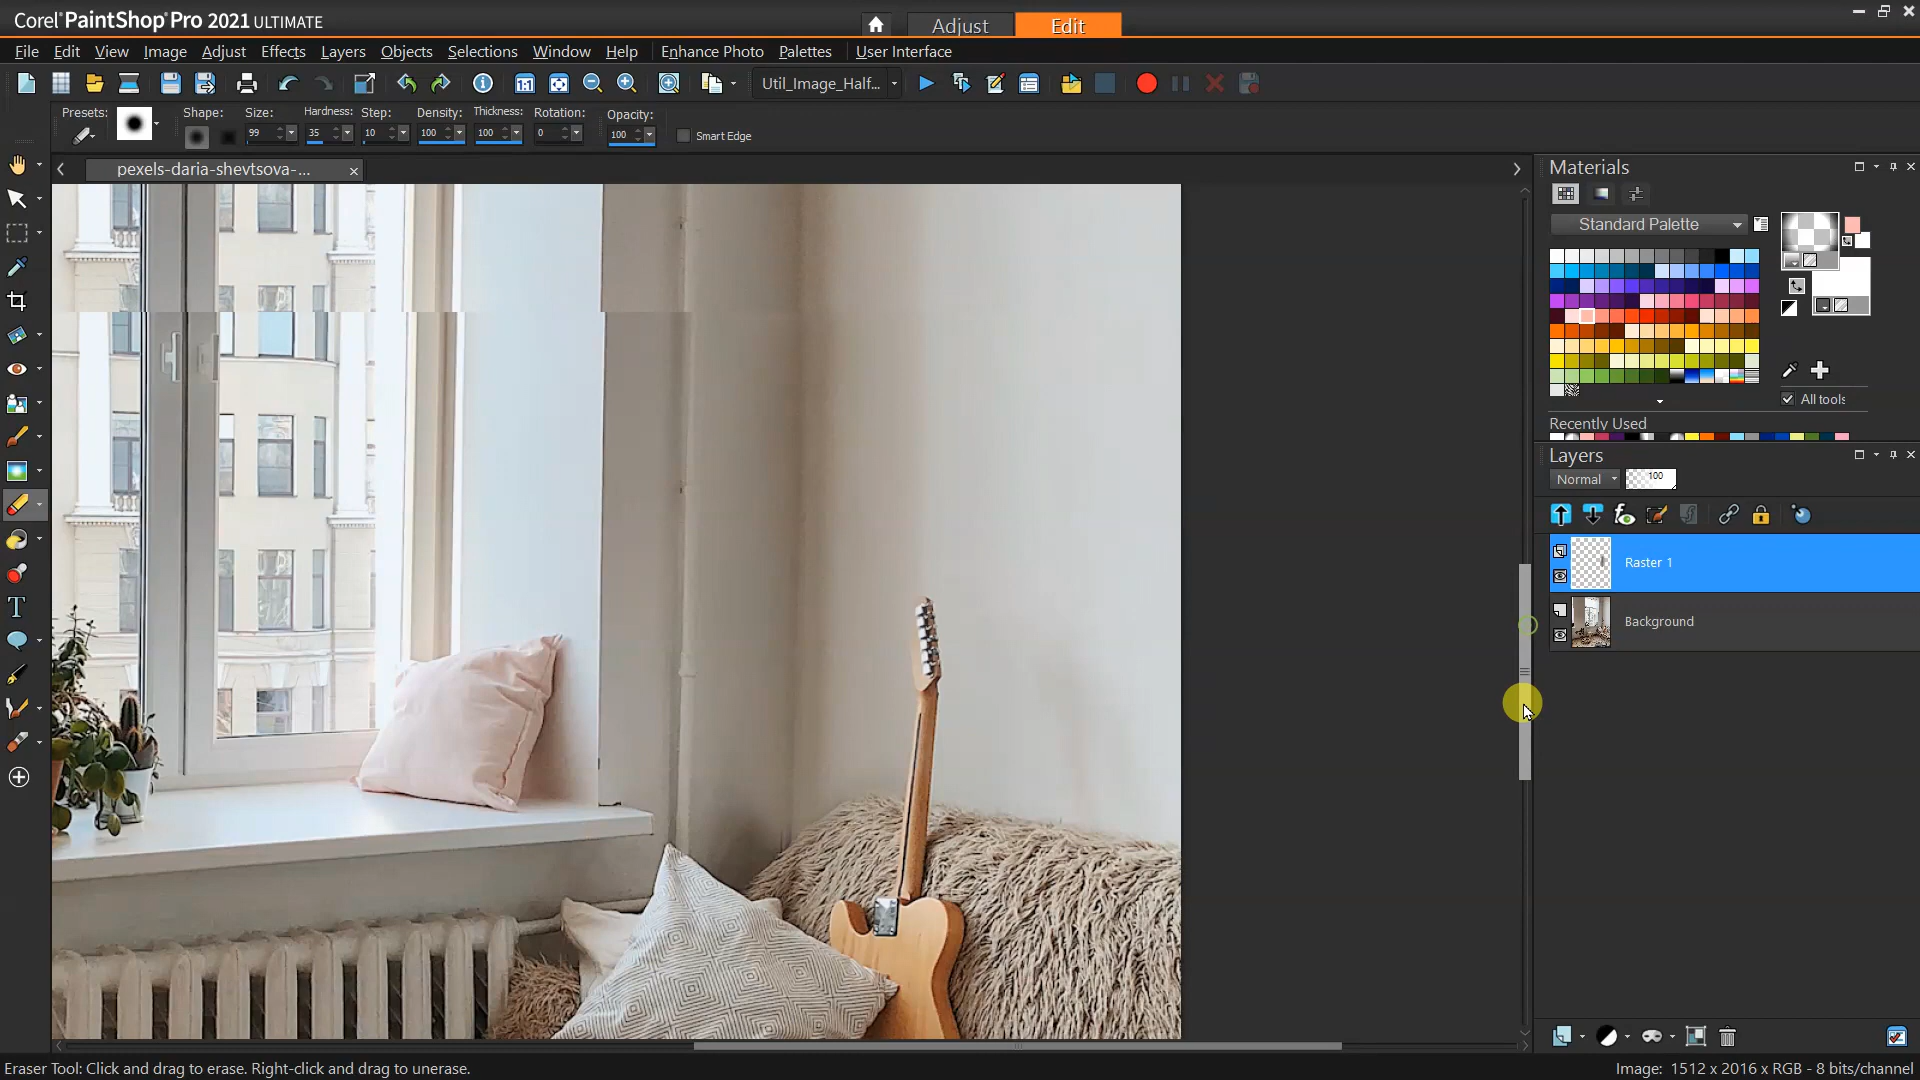 Corel PaintShop Pro 2021 ULTIMATE
Adjust
Edit
File Edit View Image Adjust Effects Layers Objects Selections Window Help Enhance Photo Palettes User Interface
Util_Image_Half...
Presets: Shape: Size: Hardness: Step: Density: Thickness: Rotation: Opacity:
99 35 10 100 100 0 100 Smart Edge
pexels-daria-shevtsova-...
Materials
Standard Palette
All tools
Recently Used
Layers
Normal 100
Raster 1
Background
Eraser Tool: Click and drag to erase. Right-click and drag to unerase.
Image: 1512 x 2016 x RGB - 8 bits/channel